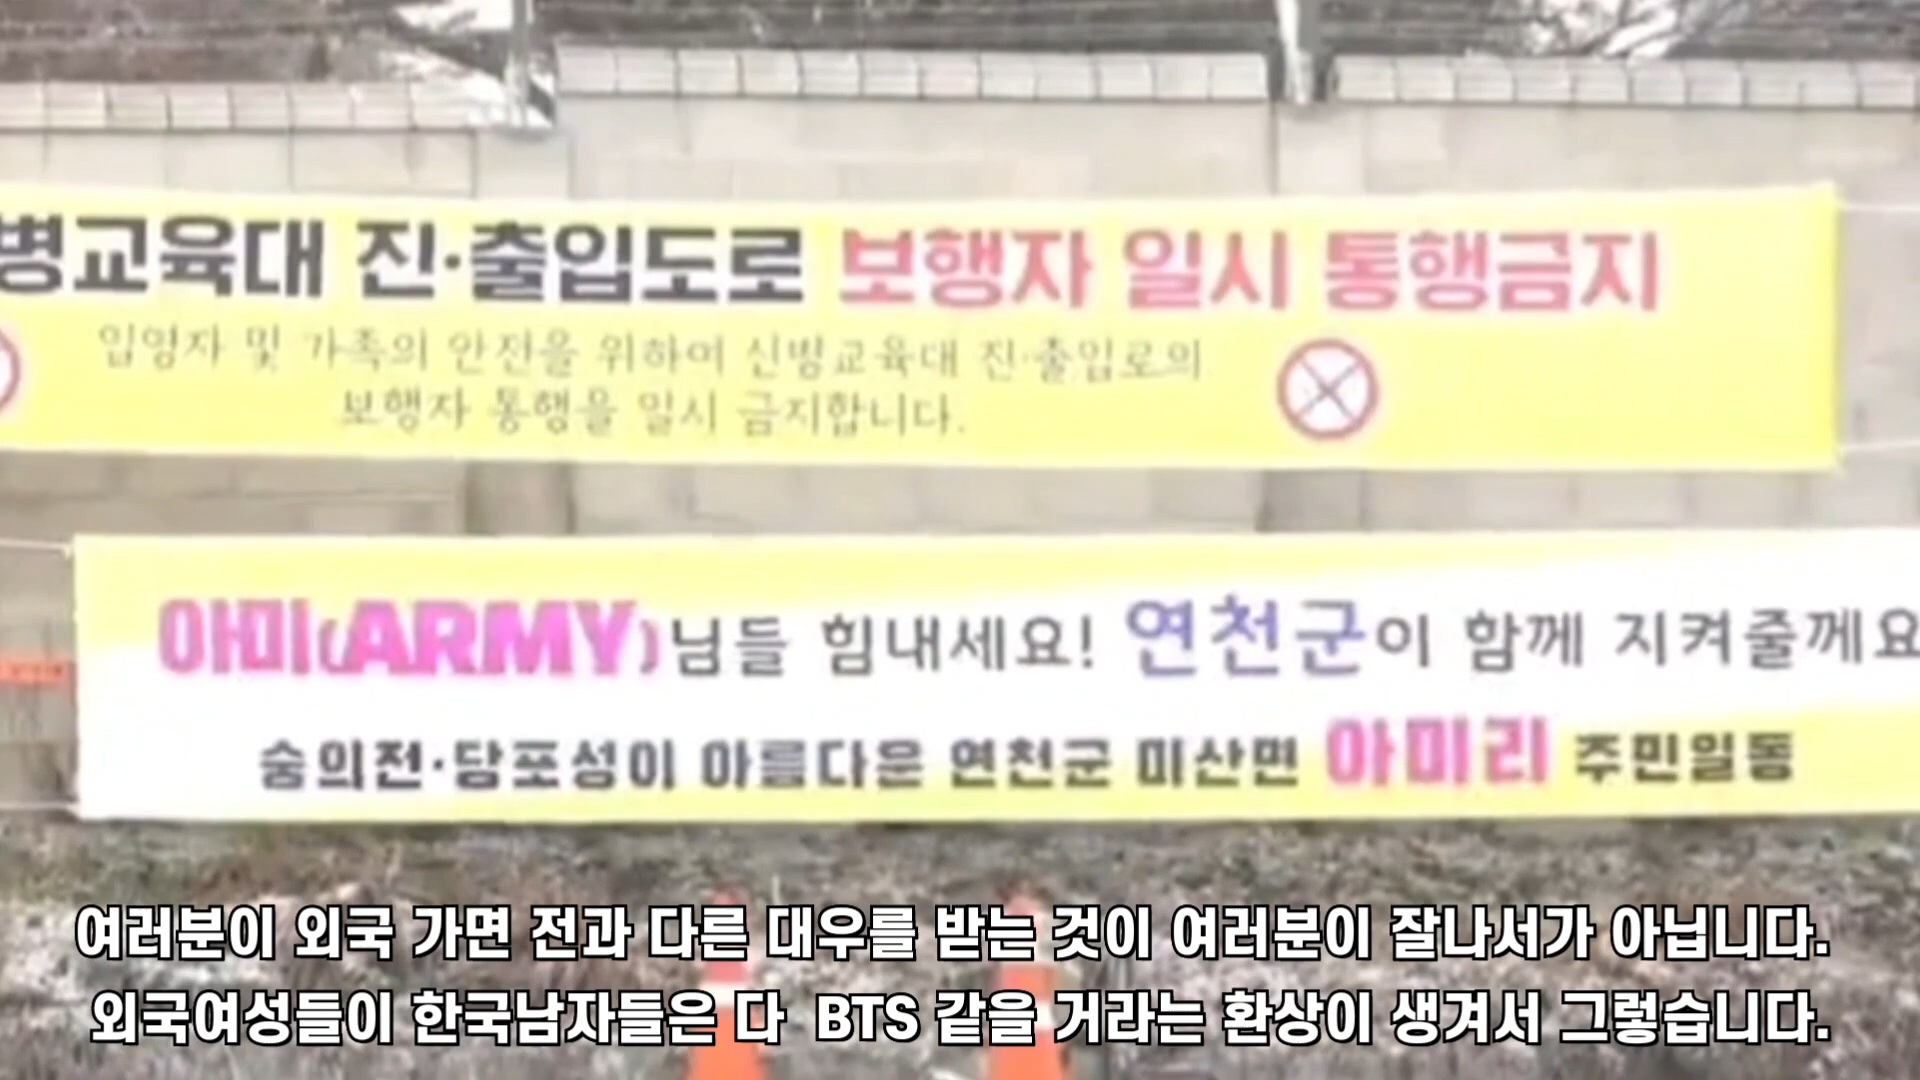 병교육대 진·출입도로 보행자 일시 통행금지
입영자 및 가족의 안전을 위하여 신병교육대 진·출입로의
보행자 통행을 일시 금지합니다.
아미(ARMY)님들 힘내세요! 연천군이 함께 지켜줄께요
숭의전·당포성이 아름다운 연천군 미산면 아미리 주민일동
여러분이 외국 가면 전과 다른 대우를 받는 것이 여러분이 잘나서가 아닙니다.
외국여성들이 한국남자들은 다 BTS 같을 거라는 환상이 생겨서 그렇습니다.